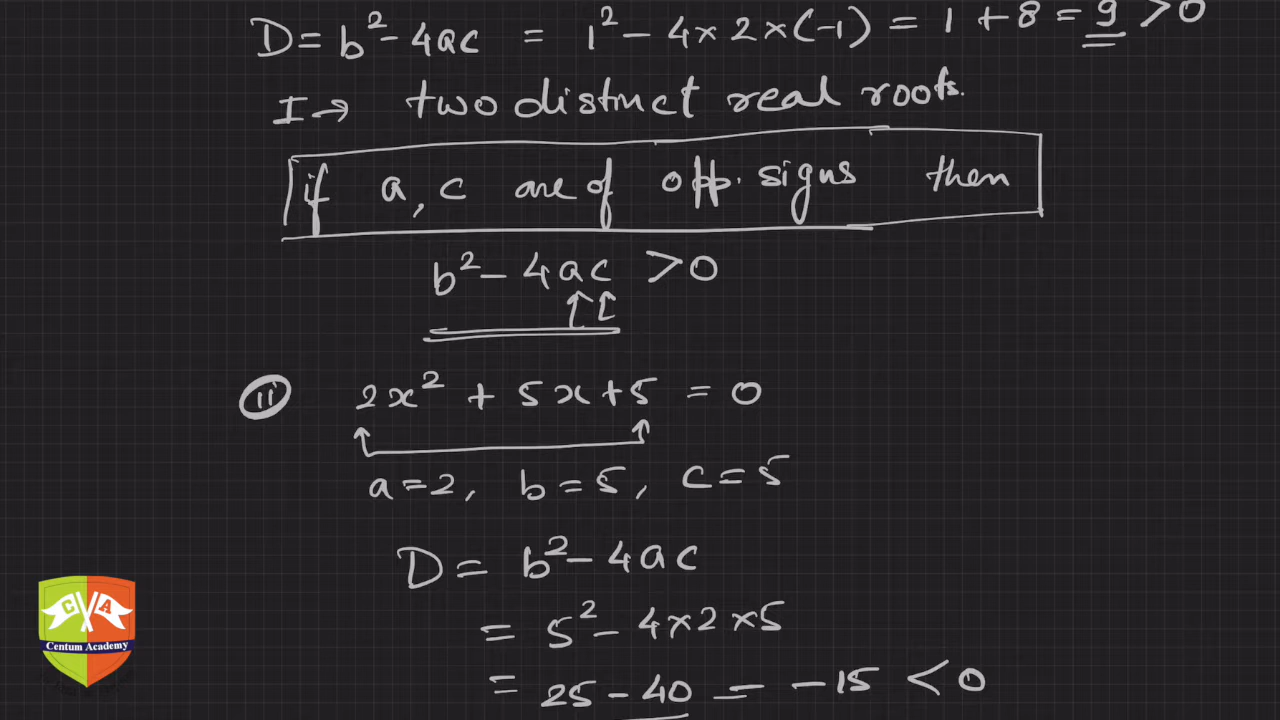 D = b² - 4ac = 1² - 4 × 2 × (-1) = 1 + 8 = 9 > 0
I → two distinct real roots.
if a, c are of opp. signs then
b² - 4ac > 0
ii 2x² + 5x + 5 = 0
a = 2, b = 5, c = 5
D = b² - 4ac
= 5² - 4 × 2 × 5
= 25 - 40 = -15 < 0
C A
Centum Academy